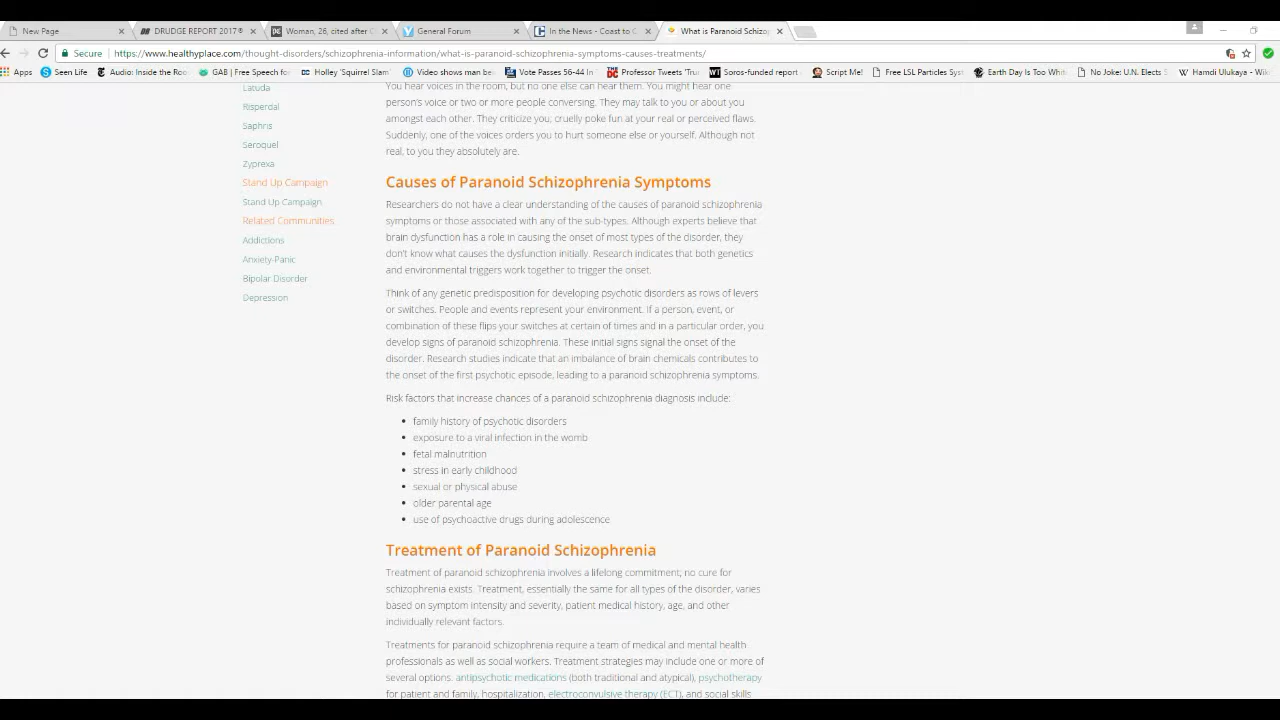 New Page
DRUDGE REPORT 2017®
Woman, 26, cited after C
General Forum
In the News - Coast to C
What is Paranoid Schizop
Secure
https://www.healthyplace.com/thought-disorders/schizophrenia-information/what-is-paranoid-schizophrenia-symptoms-causes-treatments/
Apps
Seen Life
Audio: Inside the Roo
GAB | Free Speech fo
Holley 'Squirrel Slam'
Video shows man be
Vote Passes 56-44 In
Professor Tweets 'Tru
Soros-funded report
Script Me!
Free LSL Particles Sys
Earth Day Is Too Whit
No Joke: U.N. Elects S
Hamdi Ulukaya - Wik
Latuda
Risperdal
Saphris
Seroquel
Zyprexa
Stand Up Campaign
Stand Up Campaign
Related Communities
Addictions
Anxiety-Panic
Bipolar Disorder
Depression
You hear voices in the room, but no one else can hear them. You might hear one
person's voice or two or more people conversing. They may talk to you or about you
amongst each other. They criticize you; cruelly poke fun at your real or perceived flaws.
Suddenly, one of the voices orders you to hurt someone else or yourself. Although not
real, to you they absolutely are.
Causes of Paranoid Schizophrenia Symptoms
Researchers do not have a clear understanding of the causes of paranoid schizophrenia
symptoms or those associated with any of the sub-types. Although experts believe that
brain dysfunction has a role in causing the onset of most types of the disorder, they
don't know what causes the dysfunction initially. Research indicates that both genetics
and environmental triggers work together to trigger the onset.
Think of any genetic predisposition for developing psychotic disorders as rows of levers
or switches. People and events represent your environment. If a person, event, or
combination of these flips your switches at certain of times and in a particular order, you
develop signs of paranoid schizophrenia. These initial signs signal the onset of the
disorder. Research studies indicate that an imbalance of brain chemicals contributes to
the onset of the first psychotic episode, leading to a paranoid schizophrenia symptoms.
Risk factors that increase chances of a paranoid schizophrenia diagnosis include:
family history of psychotic disorders
exposure to a viral infection in the womb
fetal malnutrition
stress in early childhood
sexual or physical abuse
older parental age
use of psychoactive drugs during adolescence
Treatment of Paranoid Schizophrenia
Treatment of paranoid schizophrenia involves a lifelong commitment; no cure for
schizophrenia exists. Treatment, essentially the same for all types of the disorder, varies
based on symptom intensity and severity, patient medical history, age, and other
individually relevant factors.
Treatments for paranoid schizophrenia require a team of medical and mental health
professionals as well as social workers. Treatment strategies may include one or more of
several options: antipsychotic medications (both traditional and atypical), psychotherapy
for patient and family, hospitalization, electroconvulsive therapy (ECT), and social skills